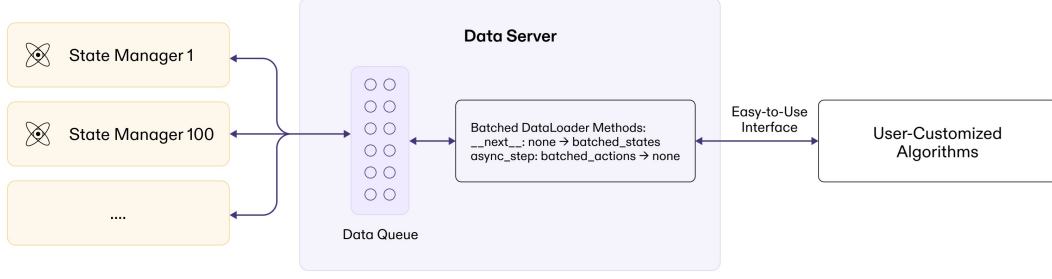 State Manager 1
State Manager 100
....
Data Server
Data Queue
Batched DataLoader Methods:
__next__: none → batched_states
async_step: batched_actions → none
Easy-to-Use
Interface
User-Customized
Algorithms